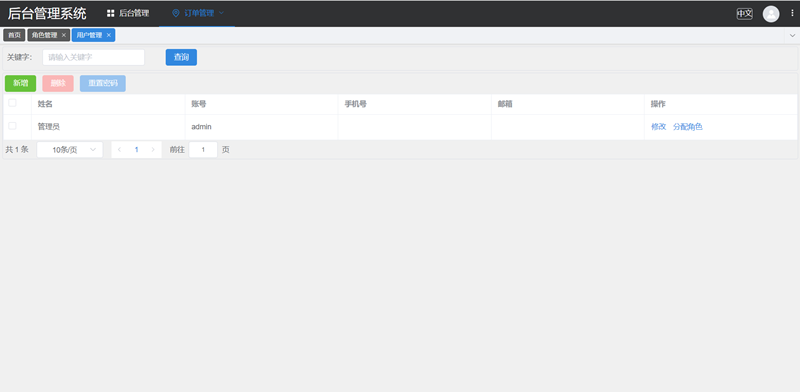 后台管理系统 后台管理 订单管理 中文
首页 角色管理 用户管理
关键字: 请输入关键字 查询
新增 删除 重置密码
姓名 账号 手机号 邮箱 操作
管理员 admin 修改 分配角色
共 1 条 10条/页 1 前往 1 页